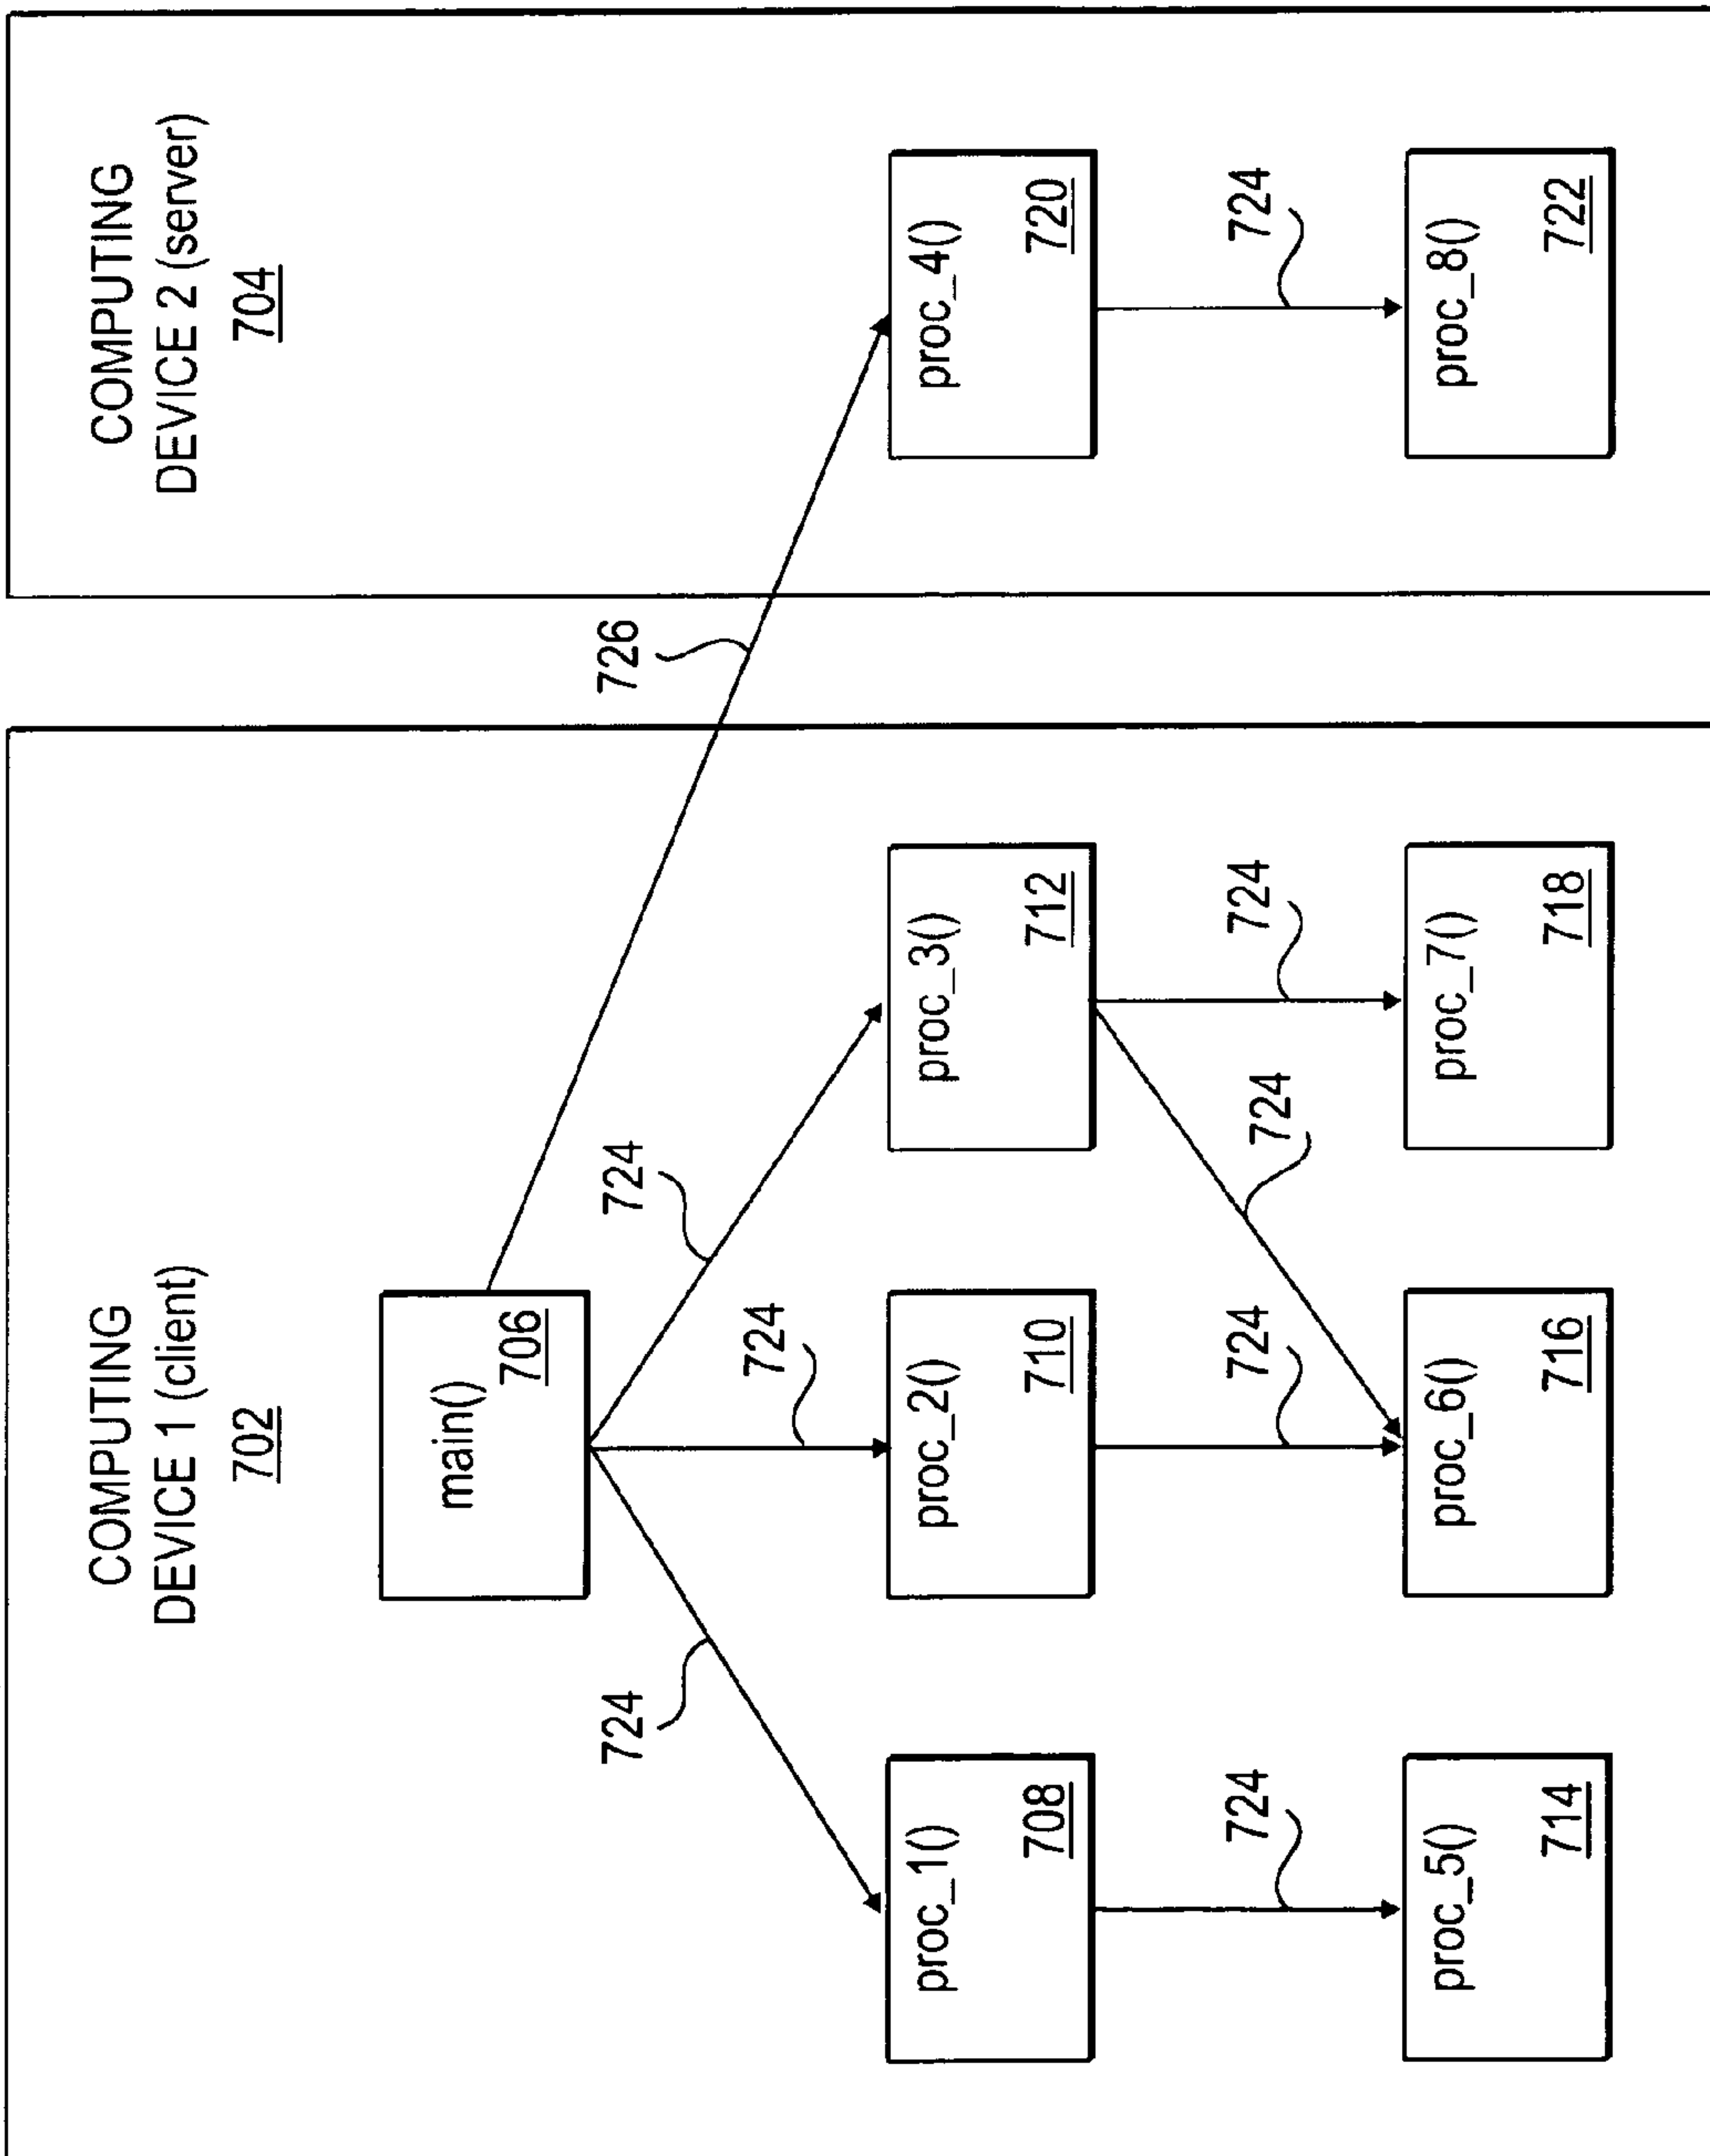 COMPUTING
DEVICE 1 (client)
702
COMPUTING
DEVICE 2 (server)
704
main()
706
724
724
724
726
proc_1()
708
proc_2()
710
proc_3()
712
proc_4()
720
724
724
724
724
724
proc_5()
714
proc_6()
716
proc_7()
718
proc_8()
722